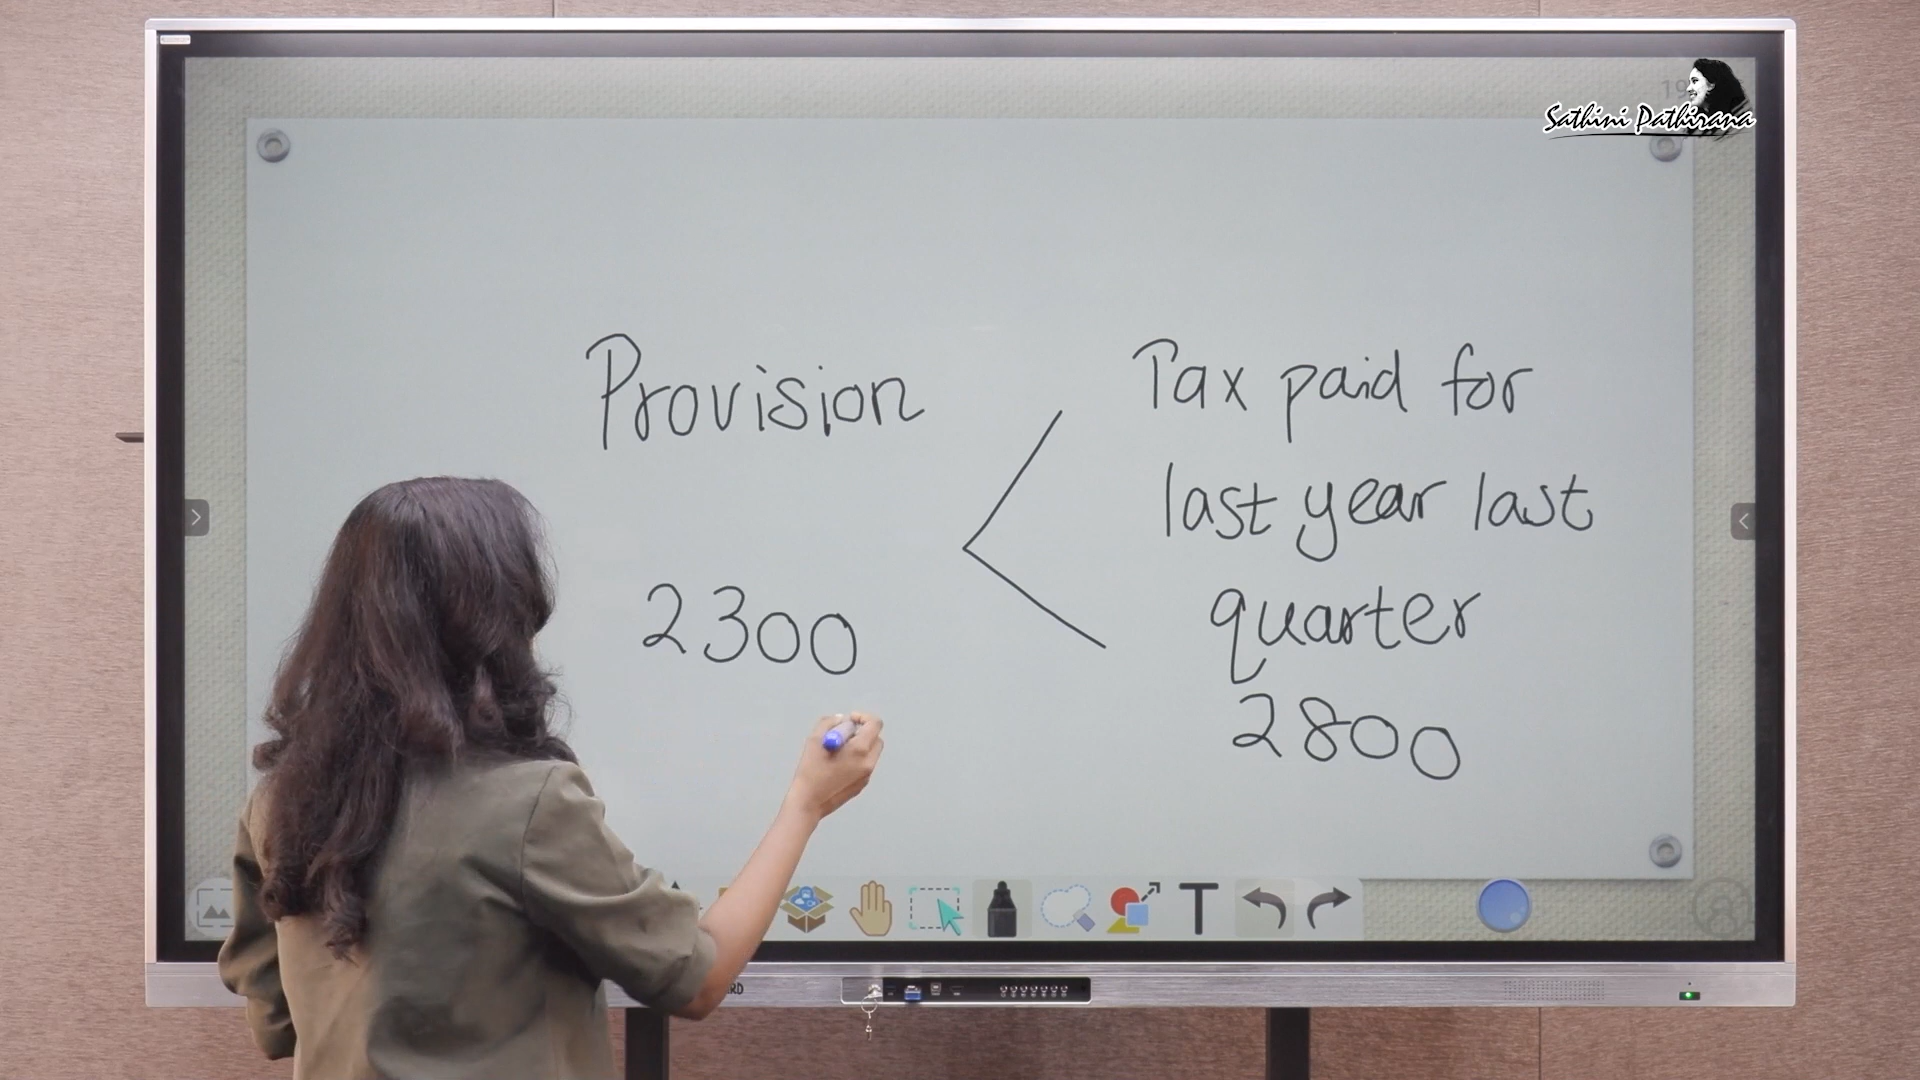 Sathini Pathirana
Provision < Tax paid for
last year last
quarter
2300
2800
T